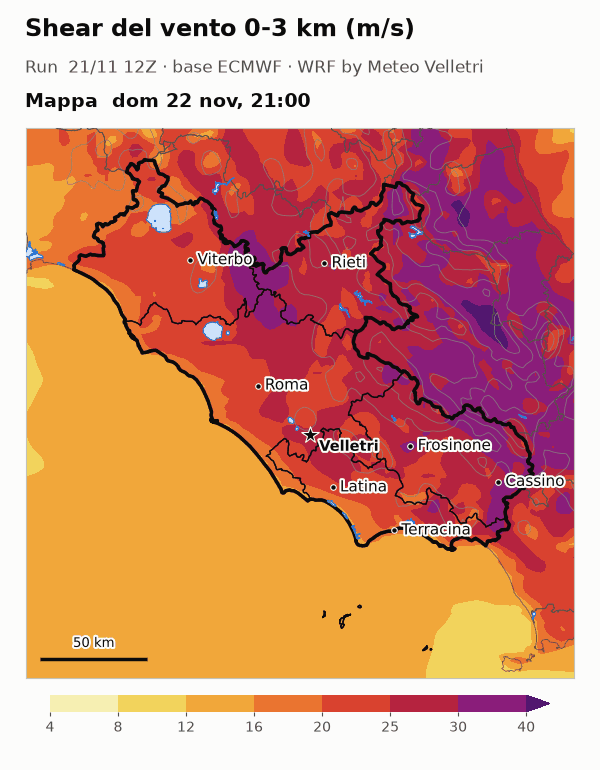 Shear del vento 0-3 km (m/s)
Run  21/11 12Z · base ECMWF · WRF by Meteo Velletri
Mappa  dom 22 nov, 21:00
Viterbo
Rieti
Roma
Velletri
Frosinone
Cassino
Latina
Terracina
50 km
4 8 12 16 20 25 30 40